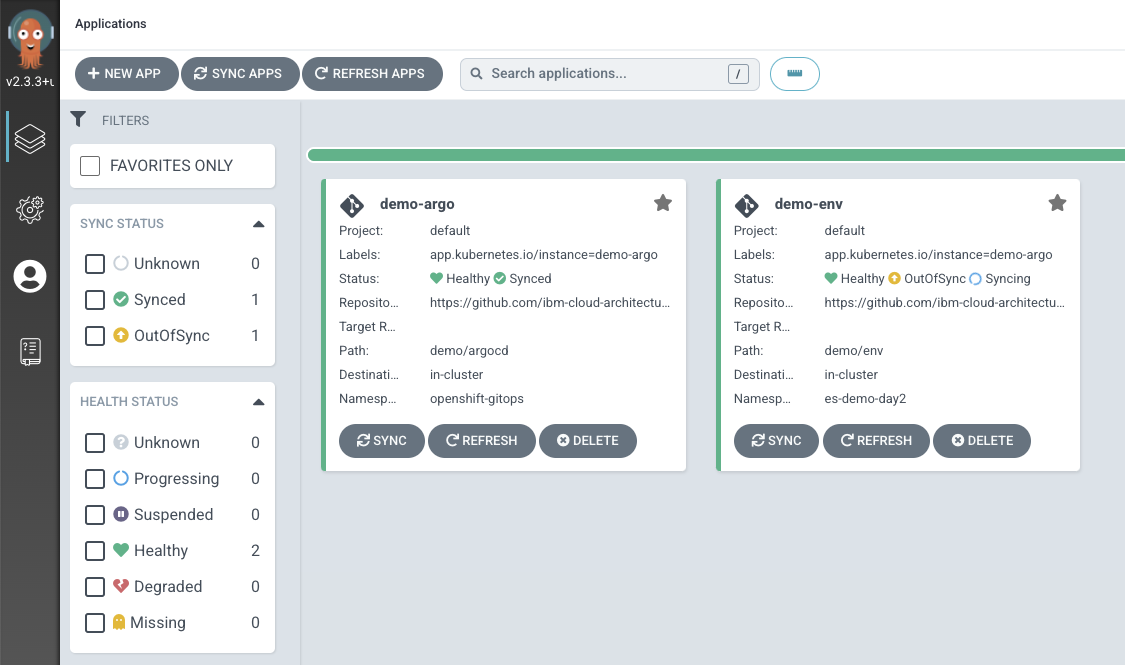 Applications
v2.3.3+u
NEW APP
SYNC APPS
REFRESH APPS
Search applications...
/
FILTERS
FAVORITES ONLY
SYNC STATUS
Unknown 0
Synced 1
OutOfSync 1
HEALTH STATUS
Unknown 0
Progressing 0
Suspended 0
Healthy 2
Degraded 0
Missing 0
demo-argo
Project: default
Labels: app.kubernetes.io/instance=demo-argo
Status: Healthy Synced
Reposito... https://github.com/ibm-cloud-architectu...
Target R...
Path: demo/argocd
Destinati... in-cluster
Namesp... openshift-gitops
SYNC REFRESH DELETE
demo-env
Project: default
Labels: app.kubernetes.io/instance=demo-argo
Status: Healthy OutOfSync Syncing
Reposito... https://github.com/ibm-cloud-architectu...
Target R...
Path: demo/env
Destinati... in-cluster
Namesp... es-demo-day2
SYNC REFRESH DELETE